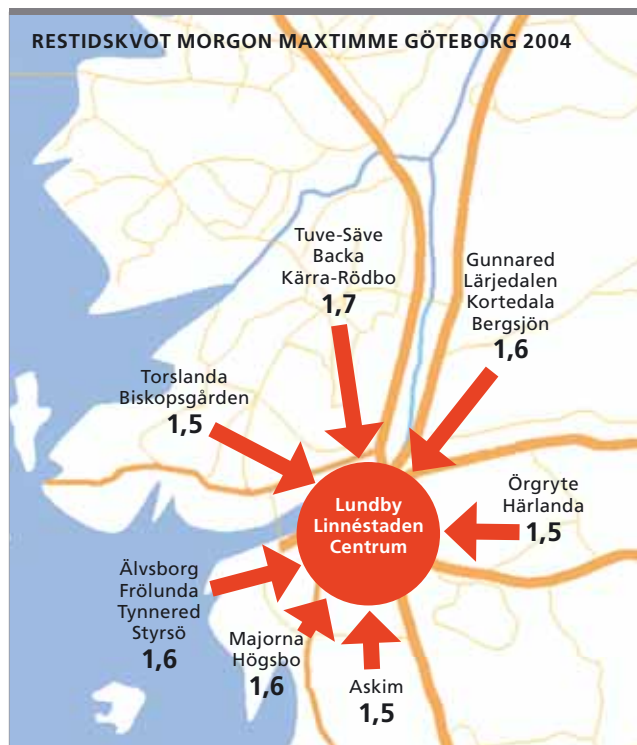 RESTIDSKVOT MORGON MAXTIMME GÖTEBORG 2004
Tuve-Säve
Backa
Kärra-Rödbo
1,7
Gunnared
Lärjedalen
Kortedala
Bergsjön
1,6
Torslanda
Biskopsgården
1,5
Lundby
Linnéstaden
Centrum
Örgryte
Härlanda
1,5
Älvsborg
Frölunda
Tynnered
Styrsö
1,6
Majorna
Högsbo
1,6
Askim
1,5